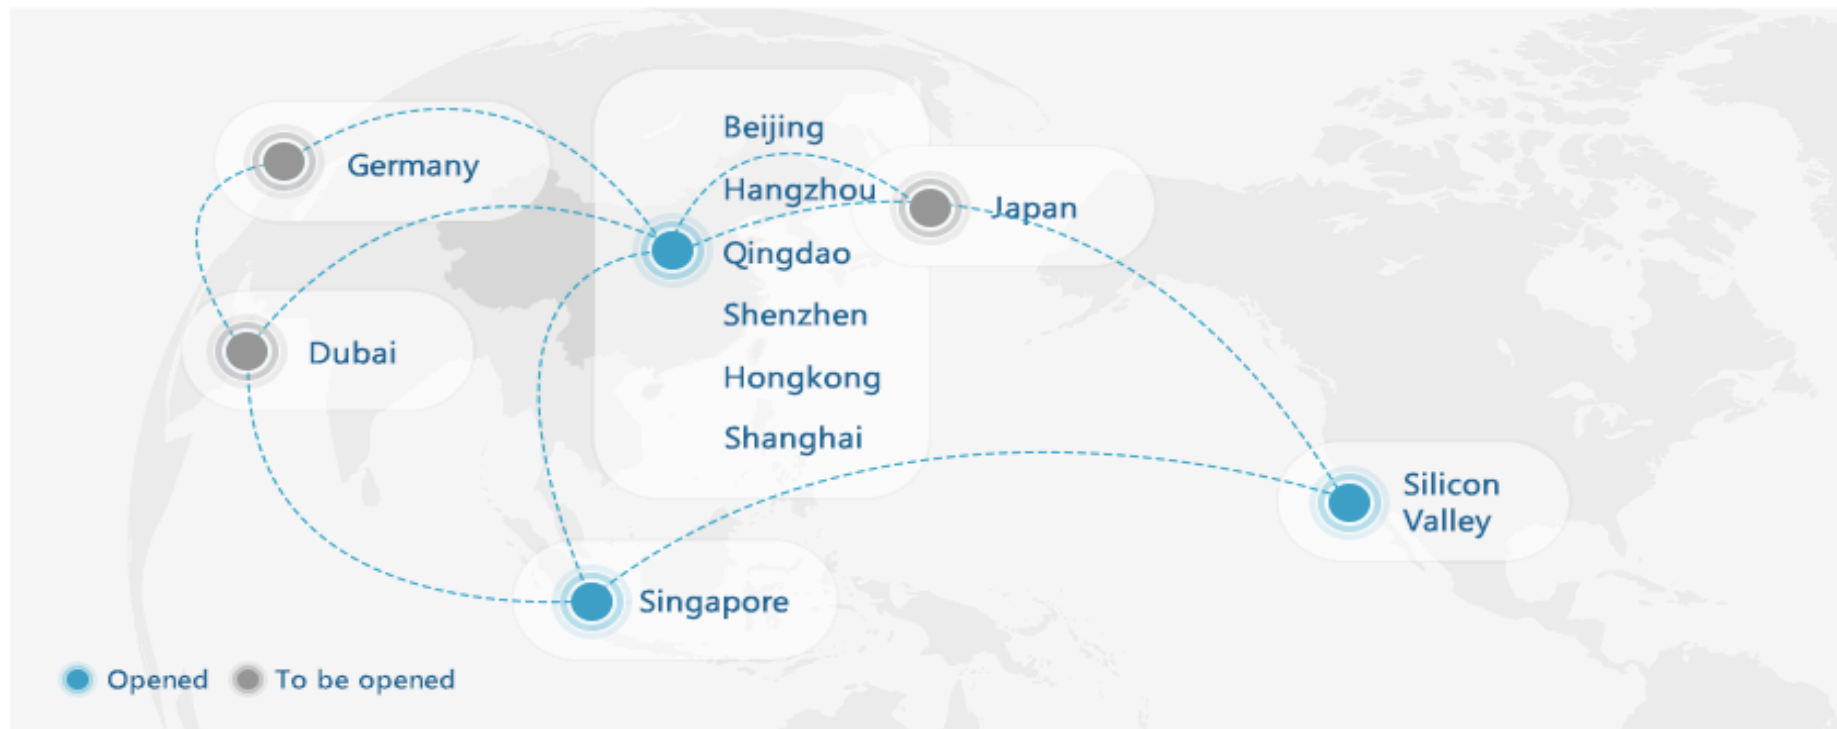 Beijing
Germany
Hangzhou
Japan
Qingdao
Shenzhen
Dubai
Hongkong
Shanghai
Silicon
Valley
Singapore
Opened
To be opened